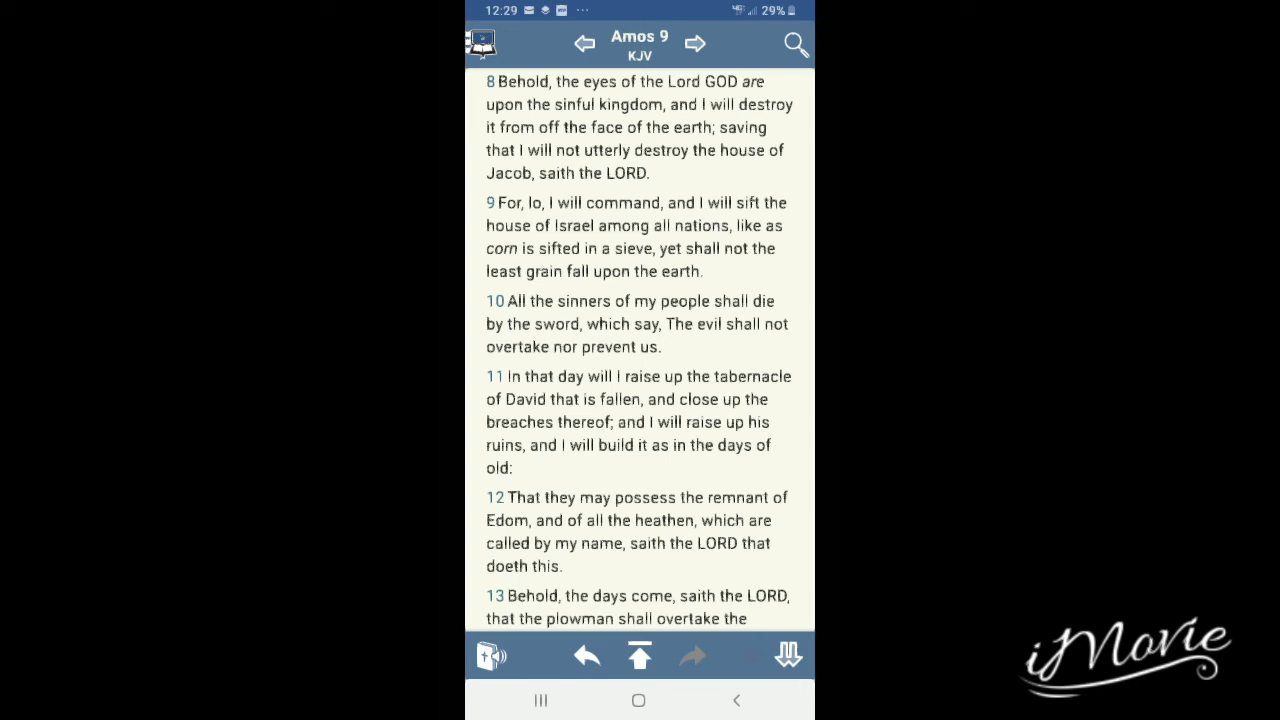 12:29 ... 29%
Amos 9
KJV
8 Behold, the eyes of the Lord GOD are
upon the sinful kingdom, and I will destroy
it from off the face of the earth; saving
that I will not utterly destroy the house of
Jacob, saith the LORD.
9 For, lo, I will command, and I will sift the
house of Israel among all nations, like as
corn is sifted in a sieve, yet shall not the
least grain fall upon the earth.
10 All the sinners of my people shall die
by the sword, which say, The evil shall not
overtake nor prevent us.
11 In that day will I raise up the tabernacle
of David that is fallen, and close up the
breaches thereof; and I will raise up his
ruins, and I will build it as in the days of
old:
12 That they may possess the remnant of
Edom, and of all the heathen, which are
called by my name, saith the LORD that
doeth this.
13 Behold, the days come, saith the LORD,
that the plowman shall overtake the
iMovie